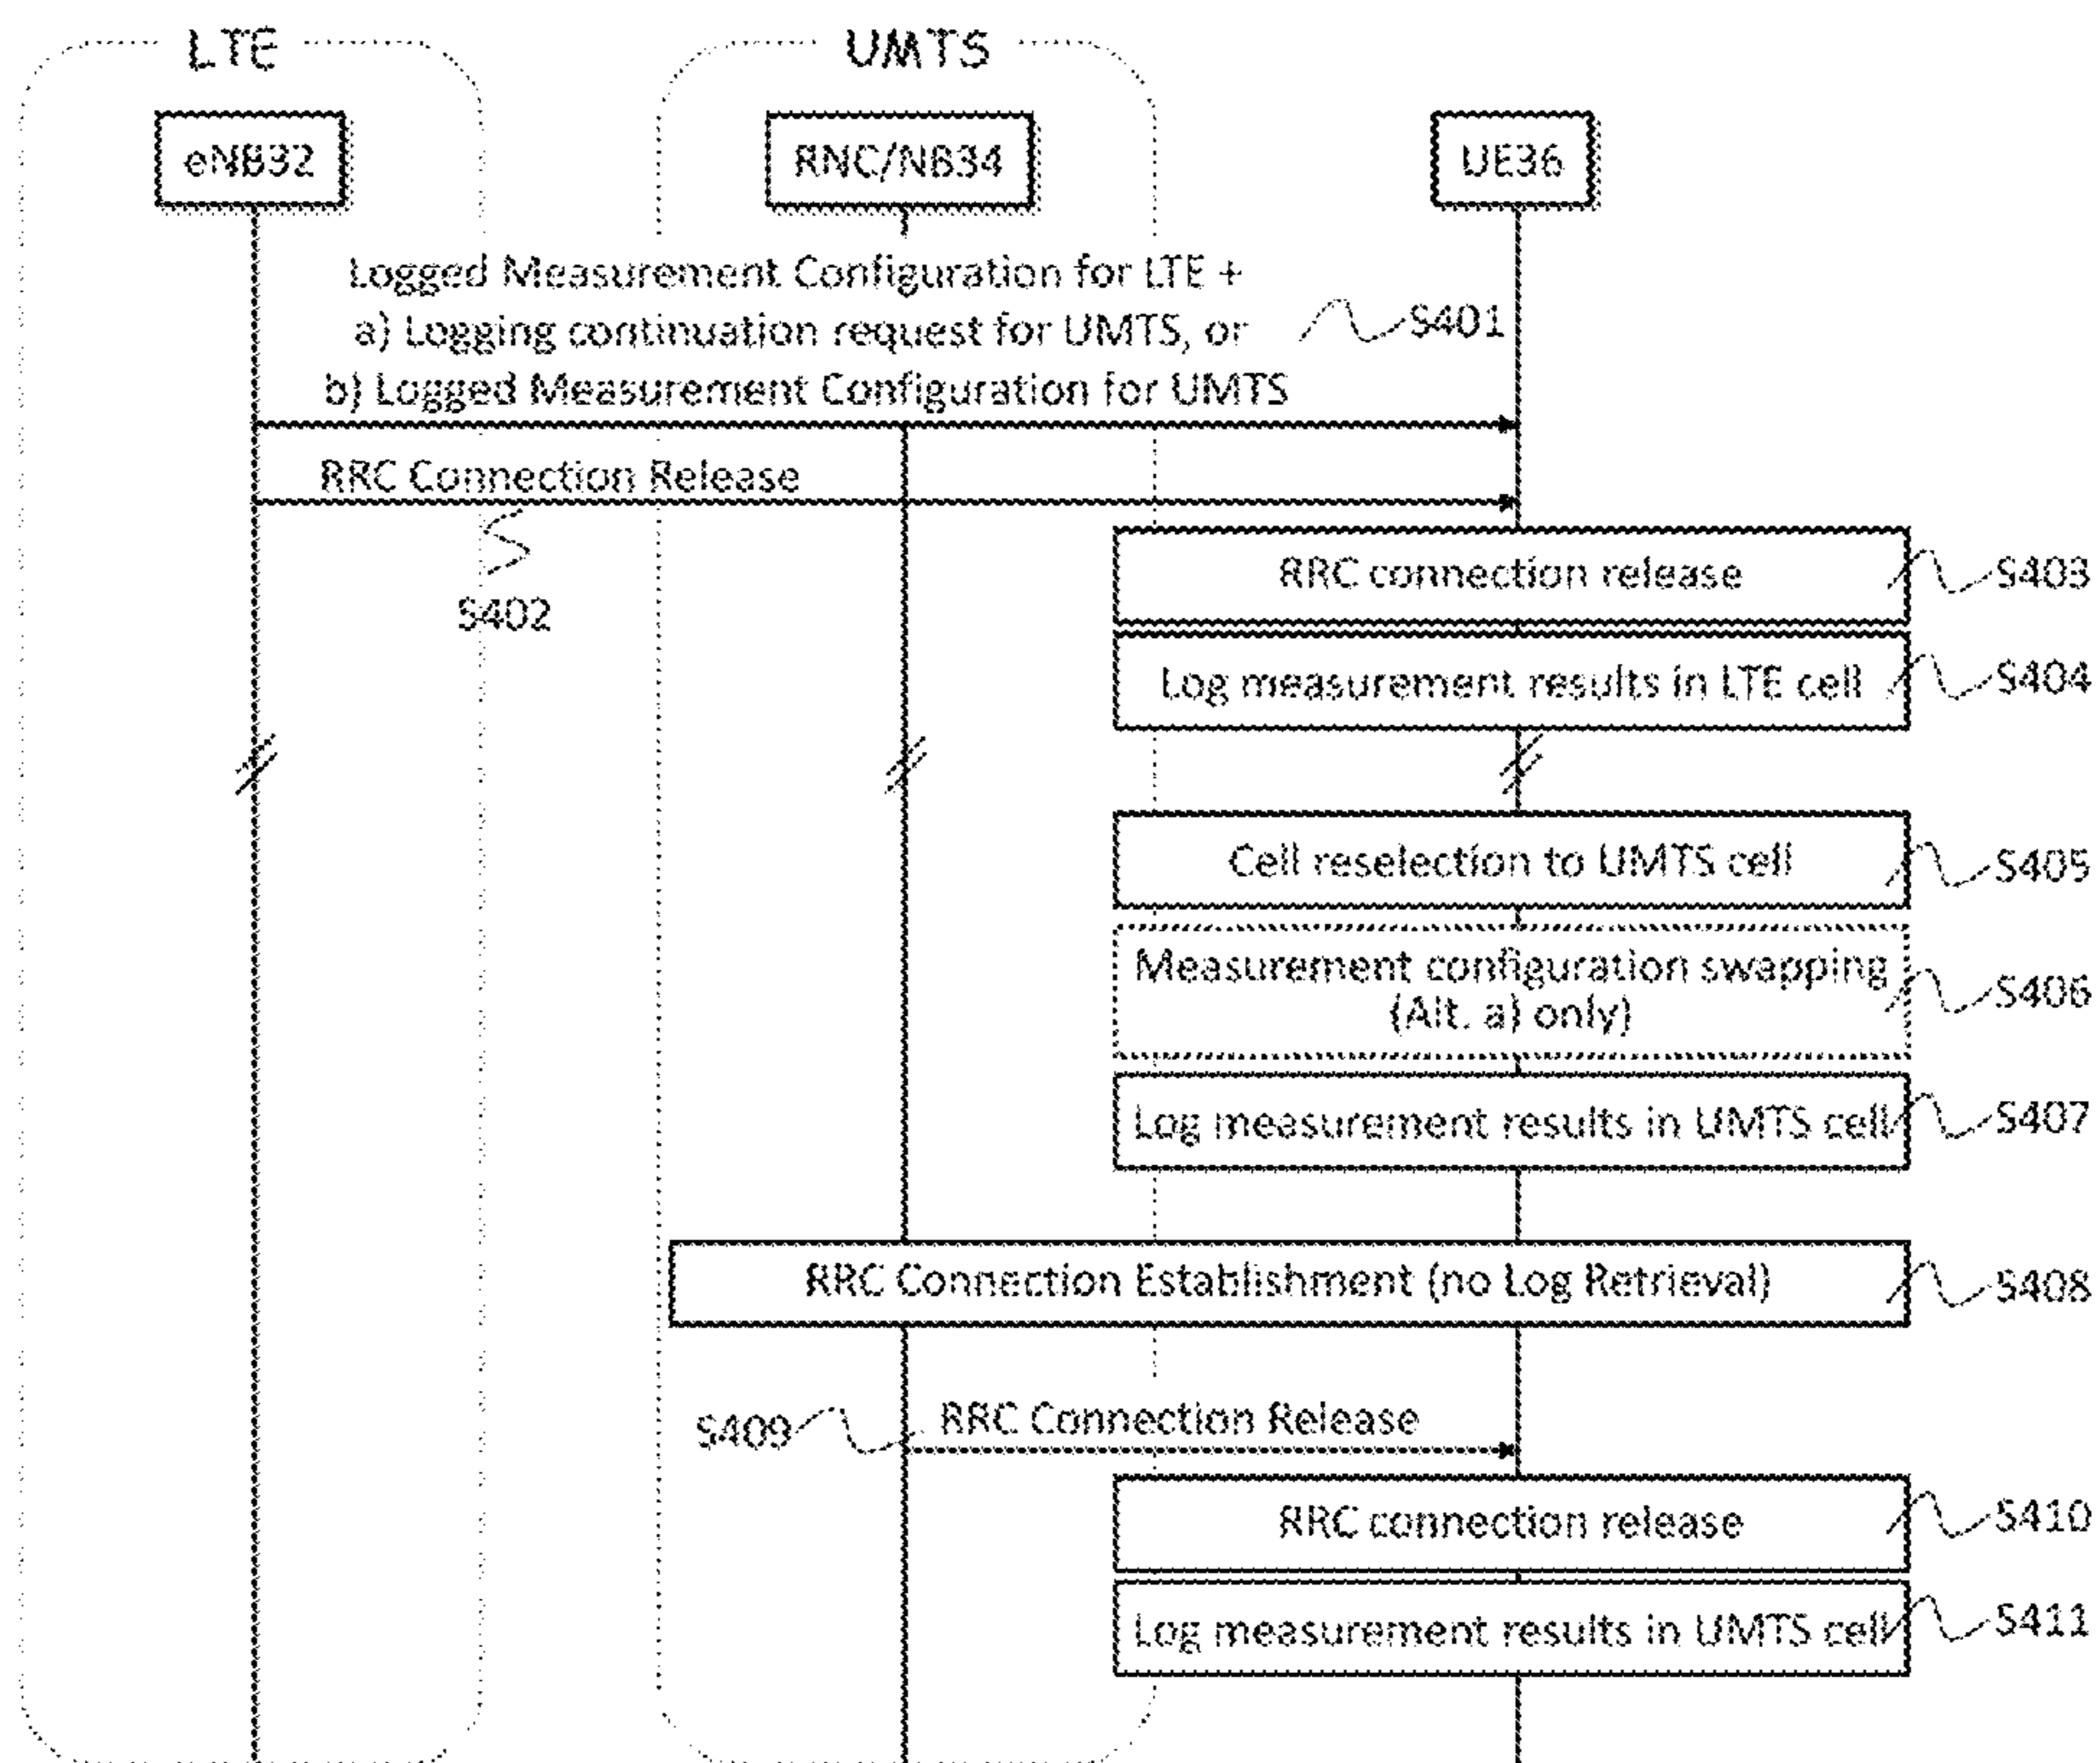 LTE
UMTS
eNB32
RNC/NB34
UE36
Logged Measurement Configuration for LTE +
a) Logging continuation request for UMTS, or
b) Logged Measurement Configuration for UMTS
S401
RRC Connection Release
S402
RRC connection release
S403
Log measurement results in LTE cell
S404
Cell reselection to UMTS cell
S405
Measurement configuration swapping
(Alt. a) only)
S406
Log measurement results in UMTS cell
S407
RRC Connection Establishment (no Log Retrieval)
S408
S409
RRC Connection Release
RRC connection release
S410
Log measurement results in UMTS cell
S411